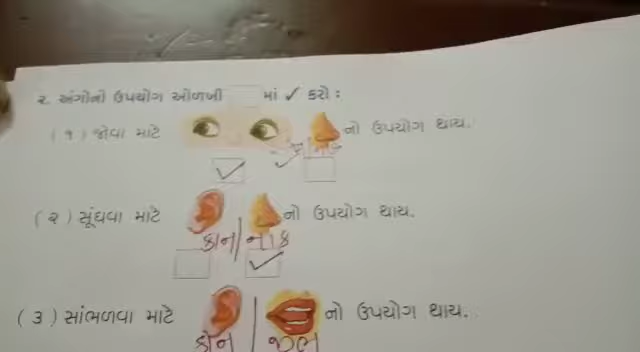 ૨. અંગોનો ઉપયોગ ઓળખી માં ✓ કરો :
(૧) જોવા માટે નો ઉપયોગ થાય.
(૨) સૂંઘવા માટે નો ઉપયોગ થાય.
કાન / નાક
(૩) સાંભળવા માટે નો ઉપયોગ થાય.
કાન / જીભ